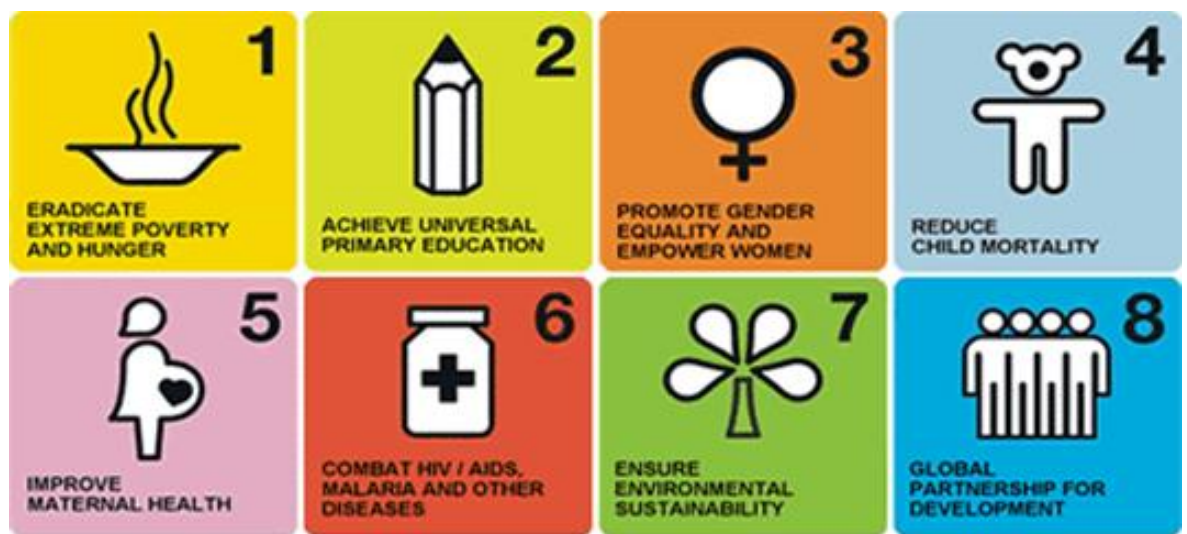 1
ERADICATE
EXTREME POVERTY
AND HUNGER
2
ACHIEVE UNIVERSAL
PRIMARY EDUCATION
3
PROMOTE GENDER
EQUALITY AND
EMPOWER WOMEN
4
REDUCE
CHILD MORTALITY
5
IMPROVE
MATERNAL HEALTH
6
COMBAT HIV / AIDS,
MALARIA AND OTHER
DISEASES
7
ENSURE
ENVIRONMENTAL
SUSTAINABILITY
8
GLOBAL
PARTNERSHIP FOR
DEVELOPMENT